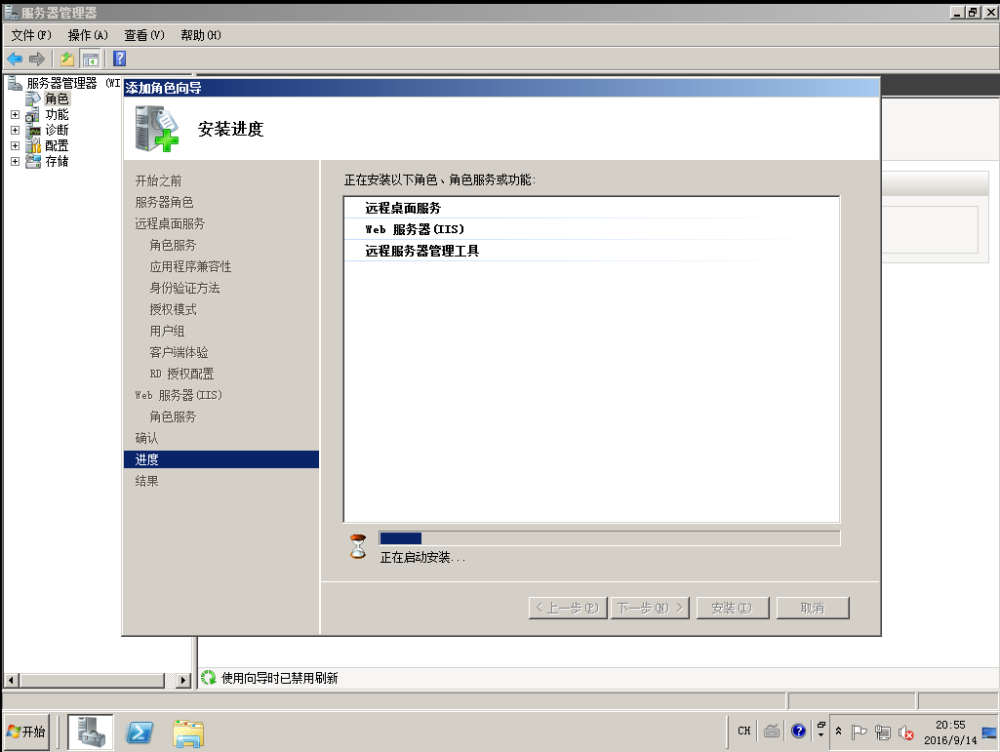 服务器管理器
文件(F) 操作(A) 查看(V) 帮助(H)
服务器管理器 (WI
角色
功能
诊断
配置
存储
添加角色向导
安装进度
开始之前
服务器角色
远程桌面服务
角色服务
应用程序兼容性
身份验证方法
授权模式
用户组
客户端体验
RD 授权配置
Web 服务器(IIS)
角色服务
确认
进度
结果
正在安装以下角色、角色服务或功能:
远程桌面服务
Web 服务器(IIS)
远程服务器管理工具
正在启动安装...
< 上一步(P) 下一步(N) > 安装(I) 取消
使用向导时已禁用刷新
开始
CH
20:55
2016/9/14